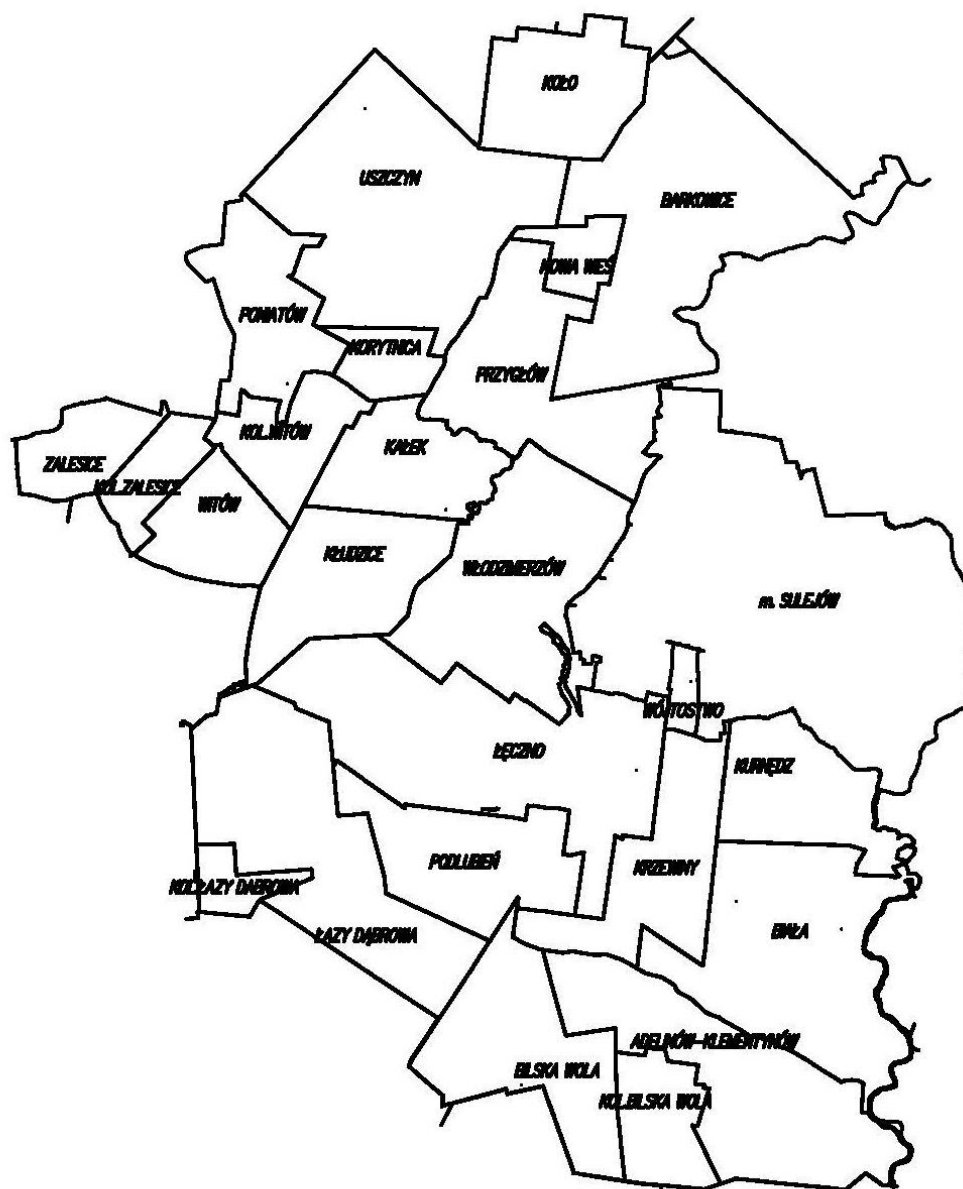 KOŁO
USZCZYN
BARKOWICE
NOWA WIEŚ
PONIATÓW
KORYTNICA
PRZYGŁÓW
KOL.WITÓW
KAŁEK
ZALESICE
KOL.ZALESICE
WITÓW
KŁUDZICE
WŁODZIMIERZÓW
m. SULEJÓW
WÓJTOSTWO
ŁĘCZNO
KURNĘDZ
PODLUBIEŃ
KRZEWINY
KOL.ŁAZY DĄBROWA
ŁAZY DĄBROWA
BIAŁA
ADELINÓW-KLEMENTYNÓW
BILSKA WOLA
KOL.BILSKA WOLA